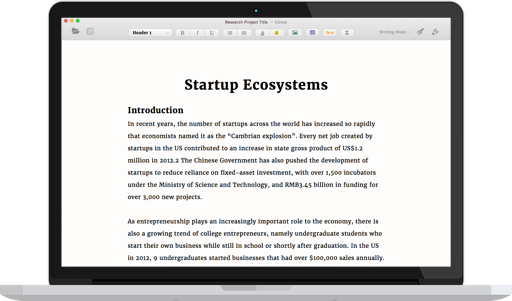 Research Project Title — Edited
Header 1
B I U
Writing Mode
Startup Ecosystems
Introduction
In recent years, the number of startups across the world has increased so rapidly
that economists named it as the “Cambrian explosion”. Every net job created by
startups in the US contributed to an increase in state gross product of US$1.2
million in 2012.2 The Chinese Government has also pushed the development of
startups to reduce reliance on fixed-asset investment, with over 1,500 incubators
under the Ministry of Science and Technology, and RMB3.45 billion in funding for
over 3,000 new projects.
As entrepreneurship plays an increasingly important role to the economy, there is
also a growing trend of college entrepreneurs, namely undergraduate students who
start their own business while still in school or shortly after graduation. In the US
in 2012, 9 undergraduates started businesses that had over $100,000 sales annually.